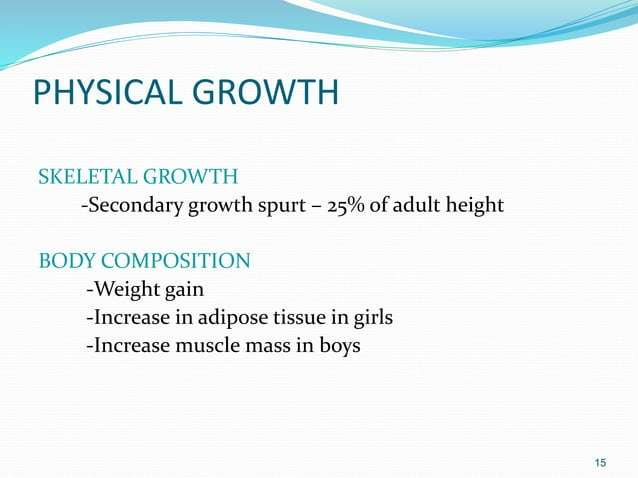 PHYSICAL GROWTH
SKELETAL GROWTH
-Secondary growth spurt – 25% of adult height
BODY COMPOSITION
-Weight gain
-Increase in adipose tissue in girls
-Increase muscle mass in boys
15